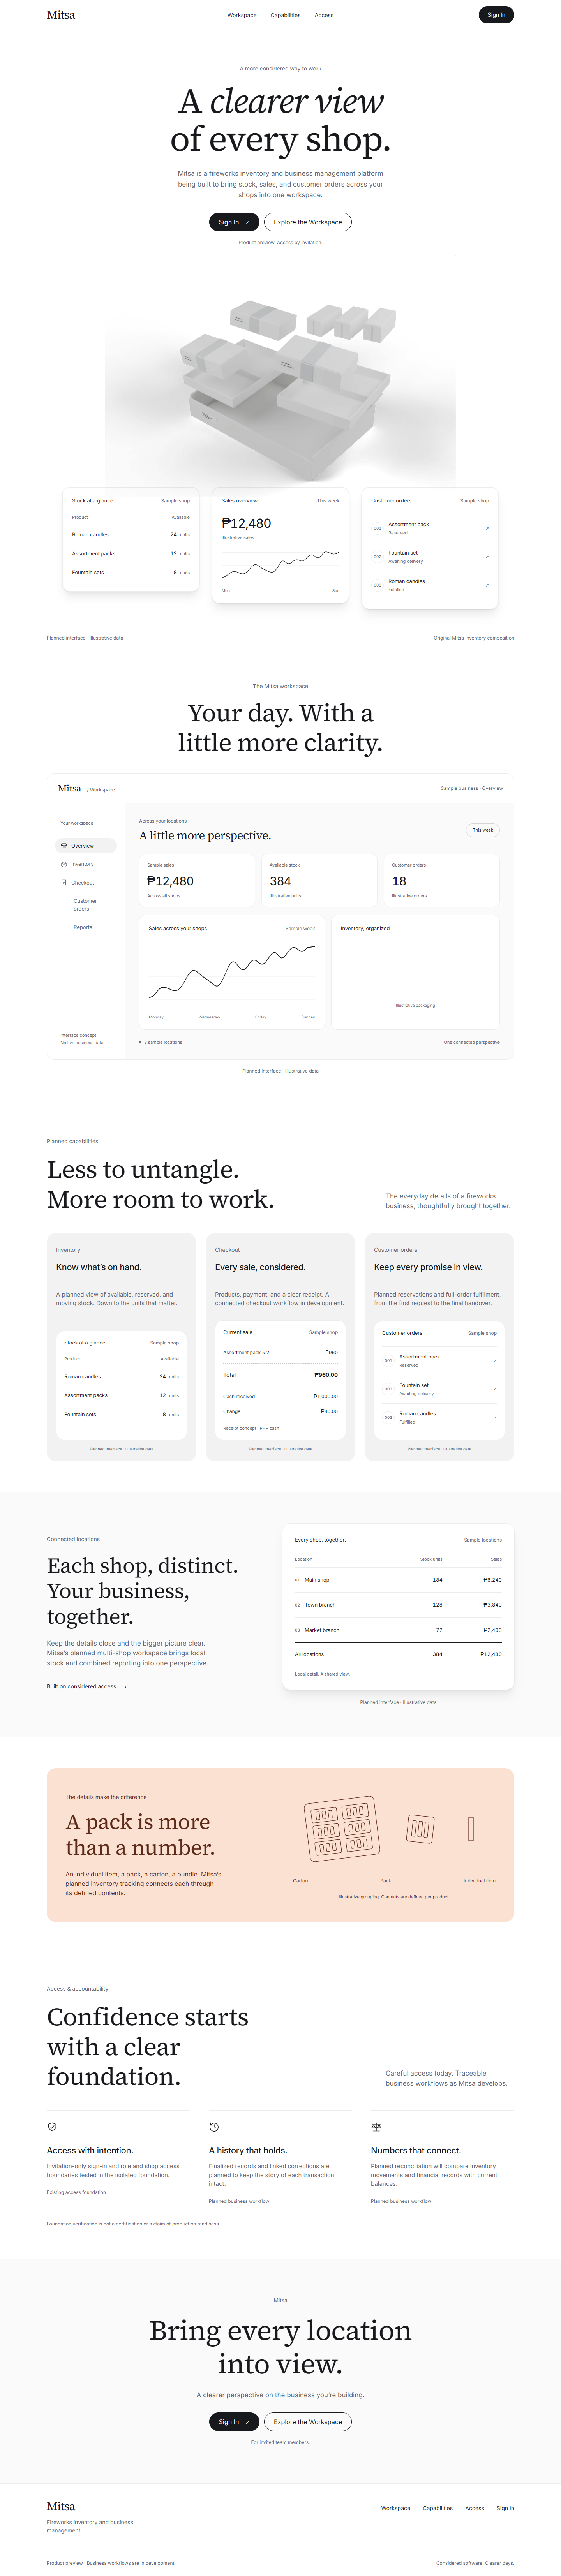 Mitsa
Workspace Capabilities Access
Sign In
A more considered way to work
A clearer view
of every shop.
Mitsa is a fireworks inventory and business management platform
being built to bring stock, sales, and customer orders across your
shops into one workspace.
Sign In ↗ Explore the Workspace
Product preview. Access by invitation.
Stock at a glance Sample shop
Product Available
Roman candles 24 units
Assortment packs 12 units
Fountain sets 8 units
Sales overview This week
₱12,480
Illustrative sales
Mon Sun
Customer orders Sample shop
001 Assortment pack ↗
Reserved
002 Fountain set ↗
Awaiting delivery
003 Roman candles ↗
Fulfilled
Planned interface · Illustrative data
Original Mitsa inventory composition
The Mitsa workspace
Your day. With a
little more clarity.
Mitsa / Workspace
Sample business · Overview
Your workspace
Overview
Inventory
Checkout
Customer
orders
Reports
Interface concept
No live business data
Across your locations
A little more perspective.
This week
Sample sales
₱12,480
Across all shops
Available stock
384
Illustrative units
Customer orders
18
Illustrative orders
Sales across your shops Sample week
Monday Wednesday Friday Sunday
Inventory, organized
Illustrative packaging
3 sample locations
One connected perspective
Planned interface · Illustrative data
Planned capabilities
Less to untangle.
More room to work.
The everyday details of a fireworks
business, thoughtfully brought together.
Inventory
Know what’s on hand.
A planned view of available, reserved, and
moving stock. Down to the units that matter.
Stock at a glance Sample shop
Product Available
Roman candles 24 units
Assortment packs 12 units
Fountain sets 8 units
Planned interface · Illustrative data
Checkout
Every sale, considered.
Products, payment, and a clear receipt. A
connected checkout workflow in development.
Current sale Sample shop
Assortment pack × 2 ₱960
Total ₱960.00
Cash received ₱1,000.00
Change ₱40.00
Receipt concept · PHP cash
Planned interface · Illustrative data
Customer orders
Keep every promise in view.
Planned reservations and full-order fulfilment,
from the first request to the final handover.
Customer orders Sample shop
001 Assortment pack ↗
Reserved
002 Fountain set ↗
Awaiting delivery
003 Roman candles ↗
Fulfilled
Planned interface · Illustrative data
Connected locations
Each shop, distinct.
Your business,
together.
Keep the details close and the bigger picture clear.
Mitsa’s planned multi-shop workspace brings local
stock and combined reporting into one perspective.
Built on considered access →
Every shop, together. Sample locations
Location Stock units Sales
01 Main shop 184 ₱6,240
02 Town branch 128 ₱3,840
03 Market branch 72 ₱2,400
All locations 384 ₱12,480
Local detail. A shared view.
Planned interface · Illustrative data
The details make the difference
A pack is more
than a number.
An individual item, a pack, a carton, a bundle. Mitsa’s
planned inventory tracking connects each through
its defined contents.
Carton Pack Individual item
Illustrative grouping. Contents are defined per product.
Access & accountability
Confidence starts
with a clear
foundation.
Careful access today. Traceable
business workflows as Mitsa develops.
Access with intention.
Invitation-only sign-in and role and shop access
boundaries tested in the isolated foundation.
Existing access foundation
A history that holds.
Finalized records and linked corrections are
planned to keep the story of each transaction
intact.
Planned business workflow
Numbers that connect.
Planned reconciliation will compare inventory
movements and financial records with current
balances.
Planned business workflow
Foundation verification is not a certification or a claim of production readiness.
Mitsa
Bring every location
into view.
A clearer perspective on the business you’re building.
Sign In ↗ Explore the Workspace
For invited team members.
Mitsa
Fireworks inventory and business
management.
Workspace Capabilities Access Sign In
Product preview · Business workflows are in development.
Considered software. Clearer days.